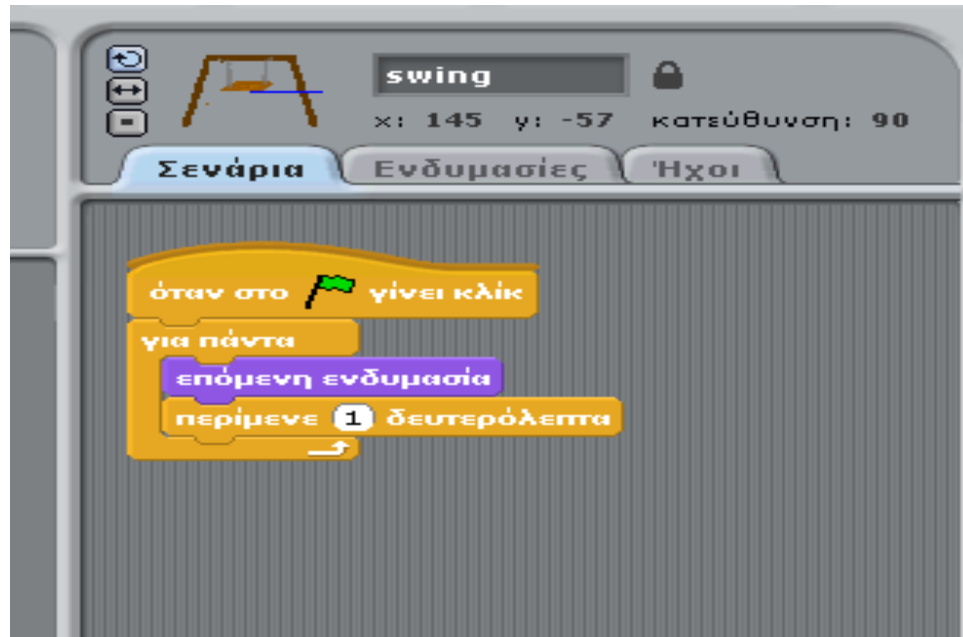 swing
x: 145 y: -57 κατεύθυνση: 90
Σενάρια Ενδυμασίες Ήχοι
όταν στο γίνει κλίκ
για πάντα
επόμενη ενδυμασία
περίμενε 1 δευτερόλεπτα